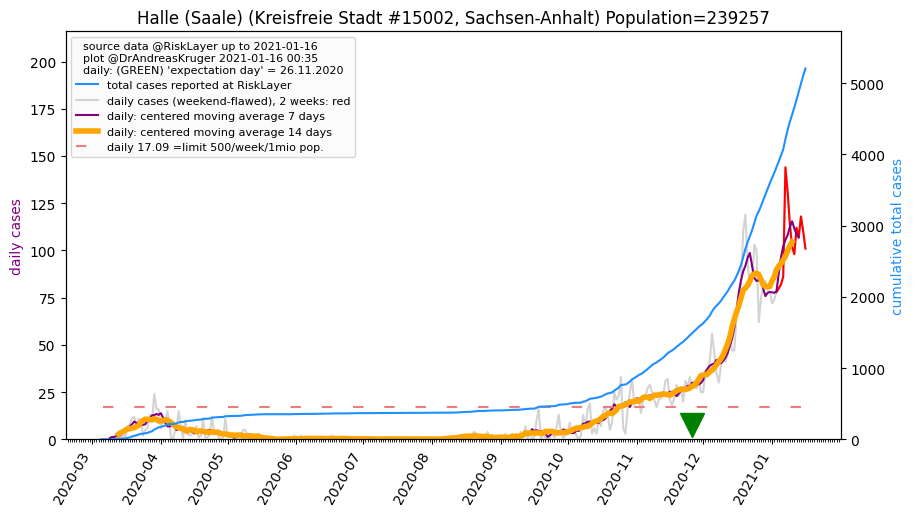 Halle (Saale) (Kreisfreie Stadt #15002, Sachsen-Anhalt) Population=239257
source data @RiskLayer up to 2021-01-16
plot @DrAndreasKruger 2021-01-16 00:35
daily: (GREEN) 'expectation day' = 26.11.2020
total cases reported at RiskLayer
daily cases (weekend-flawed), 2 weeks: red
daily: centered moving average 7 days
daily: centered moving average 14 days
daily 17.09 =limit 500/week/1mio pop.
daily cases
200
175
150
125
100
75
50
25
0
cumulative total cases
5000
4000
3000
2000
1000
0
2020-03
2020-04
2020-05
2020-06
2020-07
2020-08
2020-09
2020-10
2020-11
2020-12
2021-01